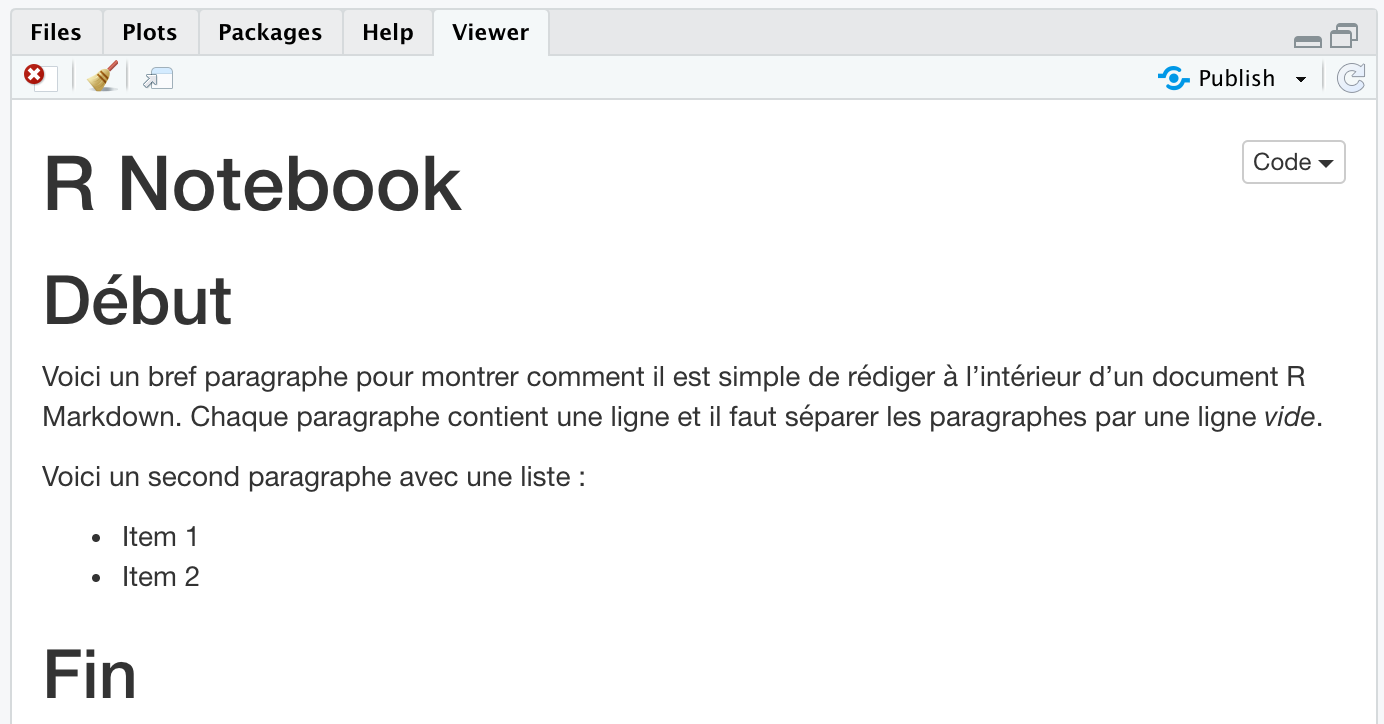 Files Plots Packages Help Viewer
Publish
Code
R Notebook
Début
Voici un bref paragraphe pour montrer comment il est simple de rédiger à l’intérieur d’un document R
Markdown. Chaque paragraphe contient une ligne et il faut séparer les paragraphes par une ligne vide.
Voici un second paragraphe avec une liste :
• Item 1
• Item 2
Fin